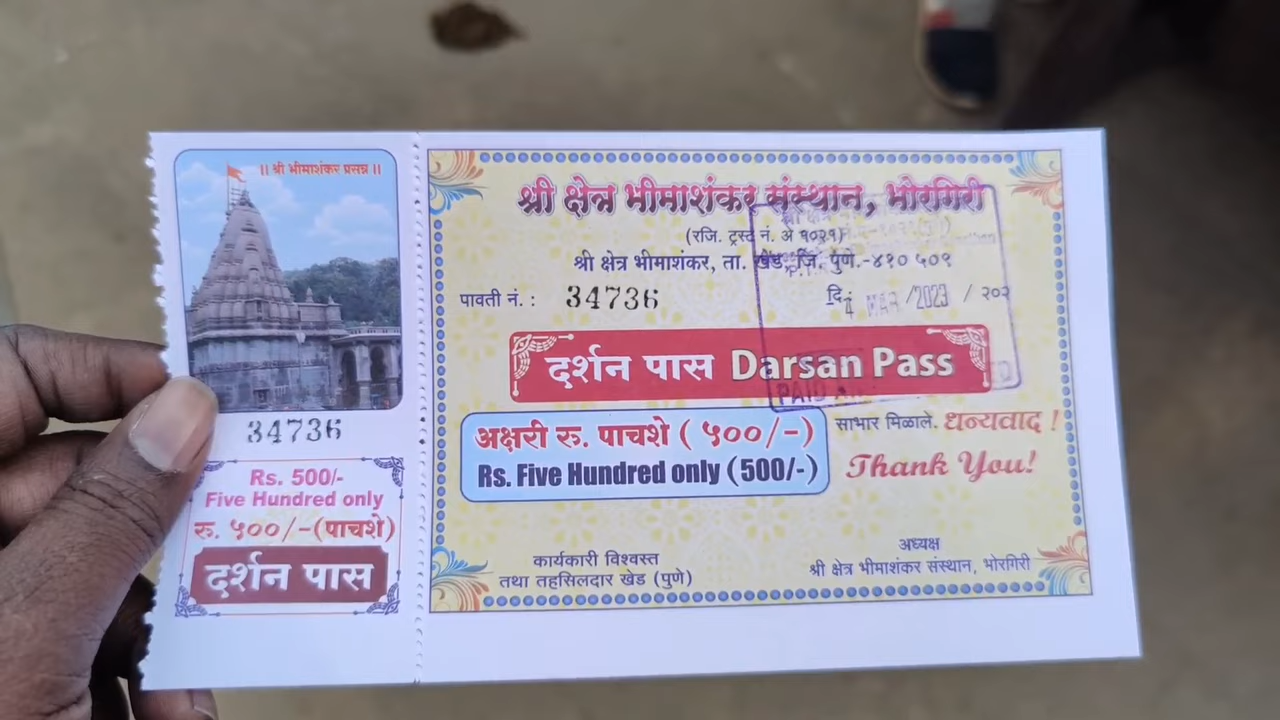 ।। श्री भीमाशंकर प्रसन्न ।।
34736
Rs. 500/-
Five Hundred only
रु. ५००/-(पाचशे)
दर्शन पास
श्री क्षेत्र भीमाशंकर संस्थान, भोरगिरी
(रजि. ट्रस्ट नं. अ १०२१)
श्री क्षेत्र भीमाशंकर, ता. खेड, जि. पुणे.-४१० ५०९
पावती नं. : 34736 दि. 4 MAR /2023 / २०२
दर्शन पास Darsan Pass
PAID
अक्षरी रु. पाचशे ( ५००/-)
Rs. Five Hundred only (500/-)
साभार मिळाले. धन्यवाद !
Thank You!
कार्यकारी विश्वस्त
तथा तहसिलदार खेड (पुणे)
अध्यक्ष
श्री क्षेत्र भीमाशंकर संस्थान, भोरगिरी